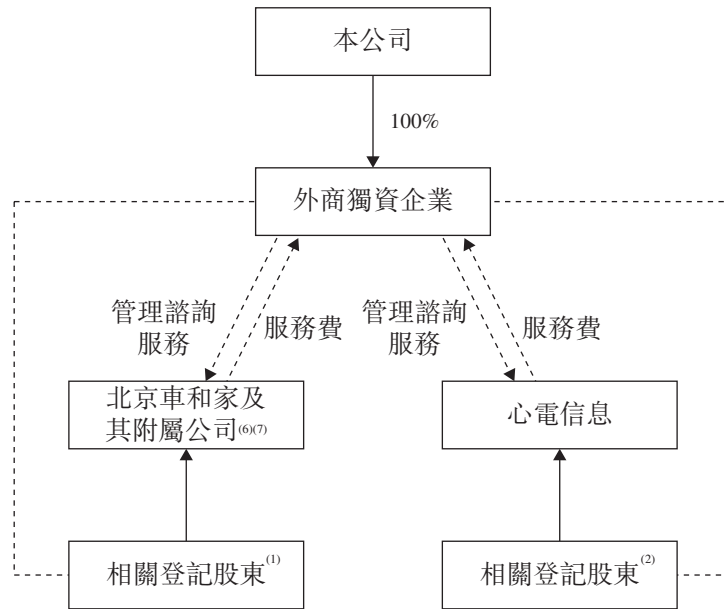 本公司
100%
外商獨資企業
管理諮詢
服務
服務費
管理諮詢
服務
服務費
北京車和家及
其附屬公司(6)(7)
心電信息
相關登記股東(1)
相關登記股東(2)